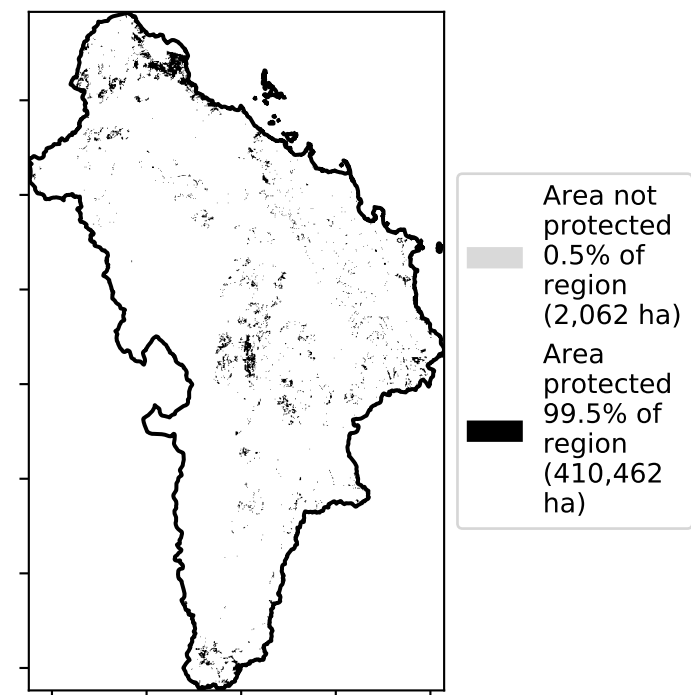 Area not
protected
0.5% of
region
(2,062 ha)
Area
protected
99.5% of
region
(410,462
ha)